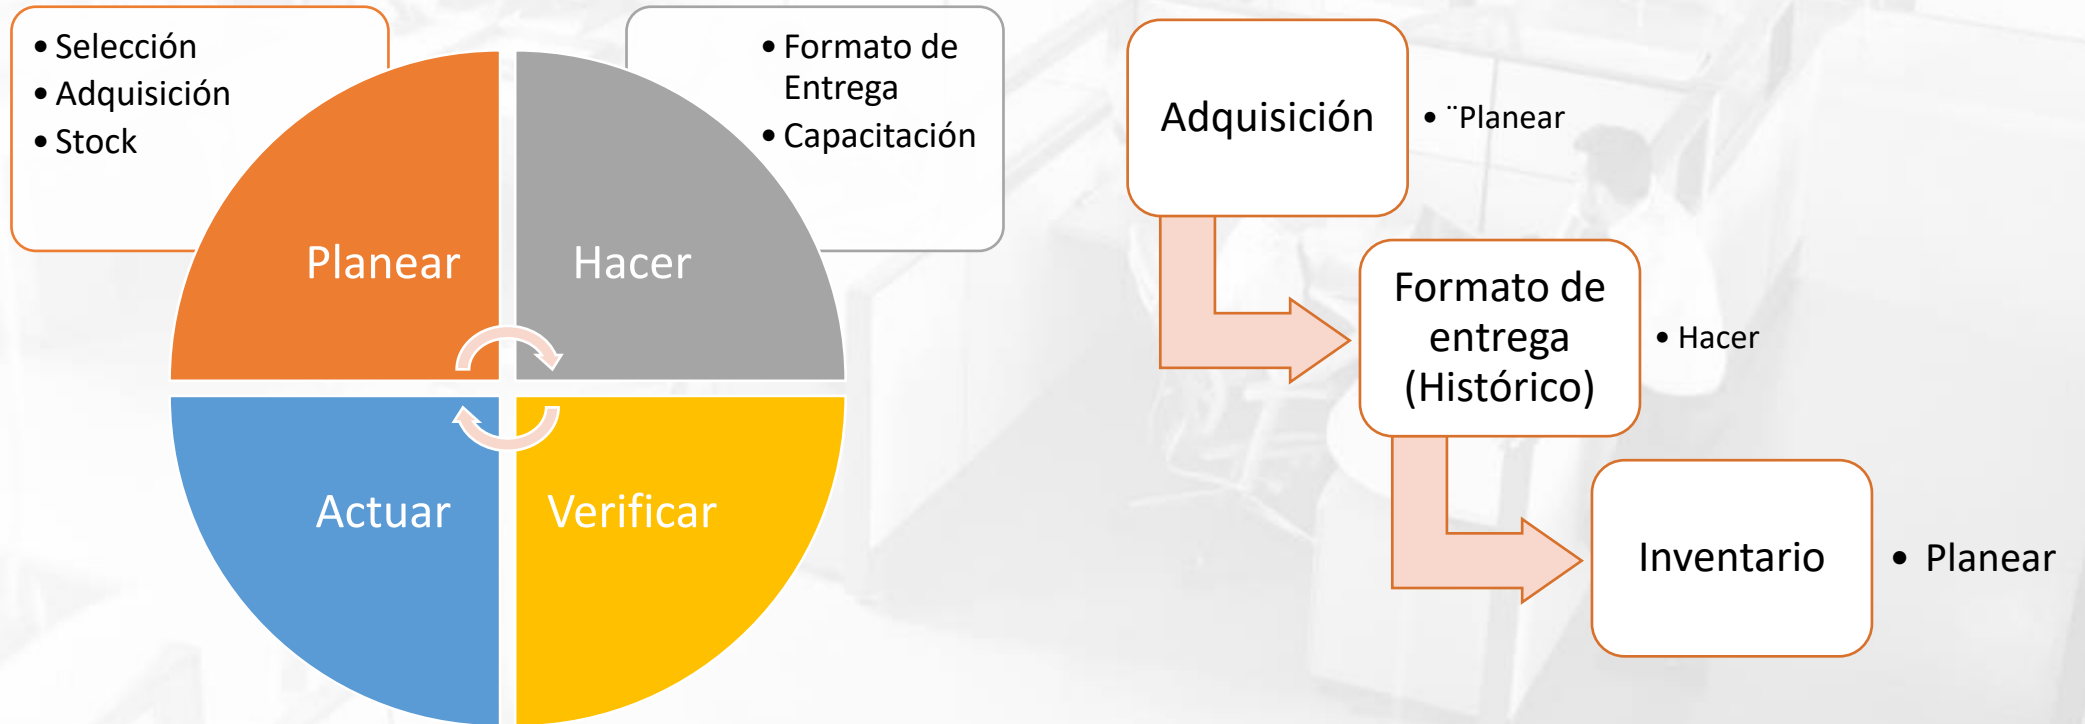 • Selección
• Adquisición
• Stock
• Formato de
Entrega
• Capacitación
Planear
Hacer
Actuar
Verificar
Adquisición
• ¨Planear
Formato de
entrega
(Histórico)
• Hacer
Inventario
• Planear